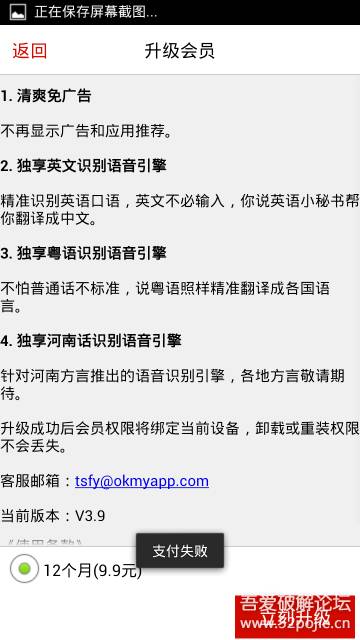 正在保存屏幕截图...
返回
升级会员
1. 清爽免广告
不再显示广告和应用推荐。
2. 独享英文识别语音引擎
精准识别英语口语，英文不必输入，你说英语小秘书帮
你翻译成中文。
3. 独享粤语识别语音引擎
不怕普通话不标准，说粤语照样精准翻译成各国语
言。
4. 独享河南话识别语音引擎
针对河南方言推出的语音识别引擎，各地方言敬请期
待。
升级成功后会员权限将绑定当前设备，卸载或重装权限
不会丢失。
客服邮箱：tsfy@okmyapp.com
当前版本：V3.9
《使用条款》
支付失败
12个月(9.9元)
立刻升级
吾爱破解论坛
www.52pojie.cn